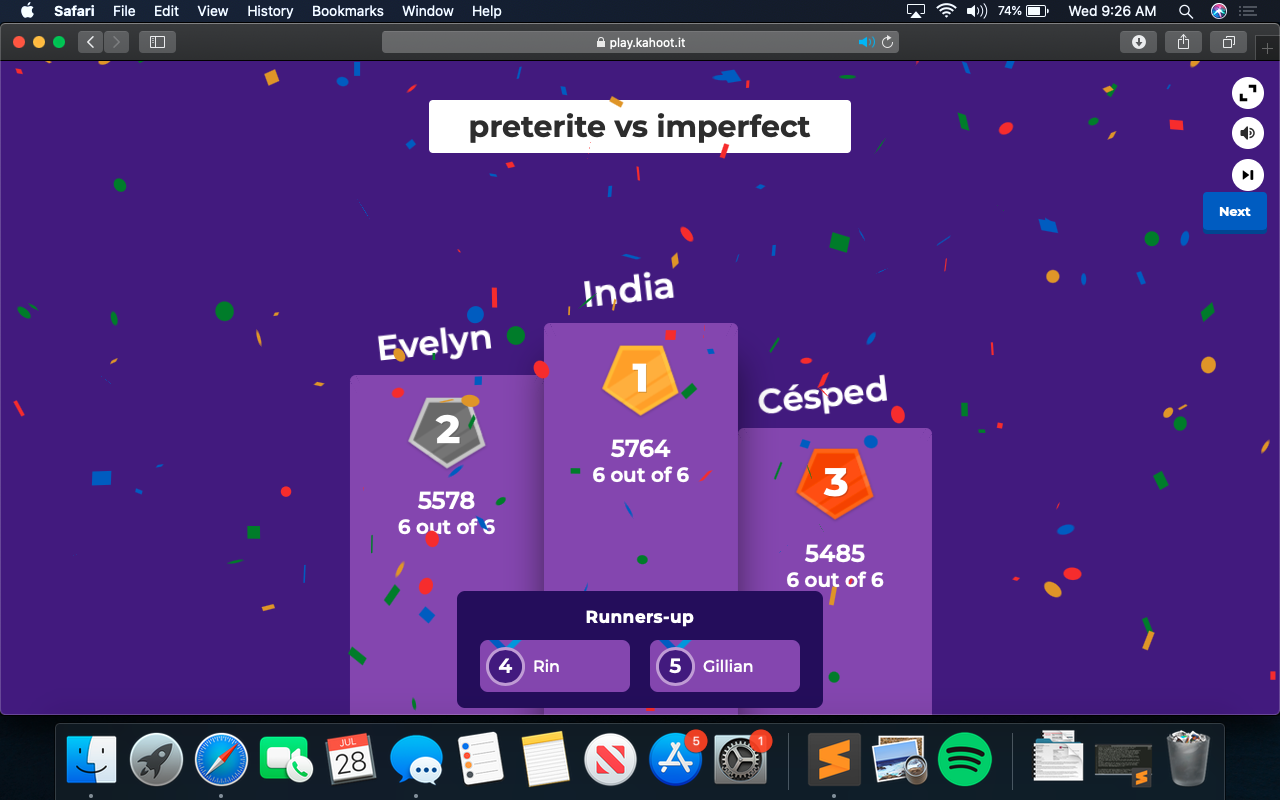 Safari File Edit View History Bookmarks Window Help 74% Wed 9:26 AM
play.kahoot.it
preterite vs imperfect
Next
India
Evelyn
Césped
1
2
3
5764
6 out of 6
5578
6 out of 6
5485
6 out of 6
Runners-up
4 Rin
5 Gillian
JUL
28
5
1